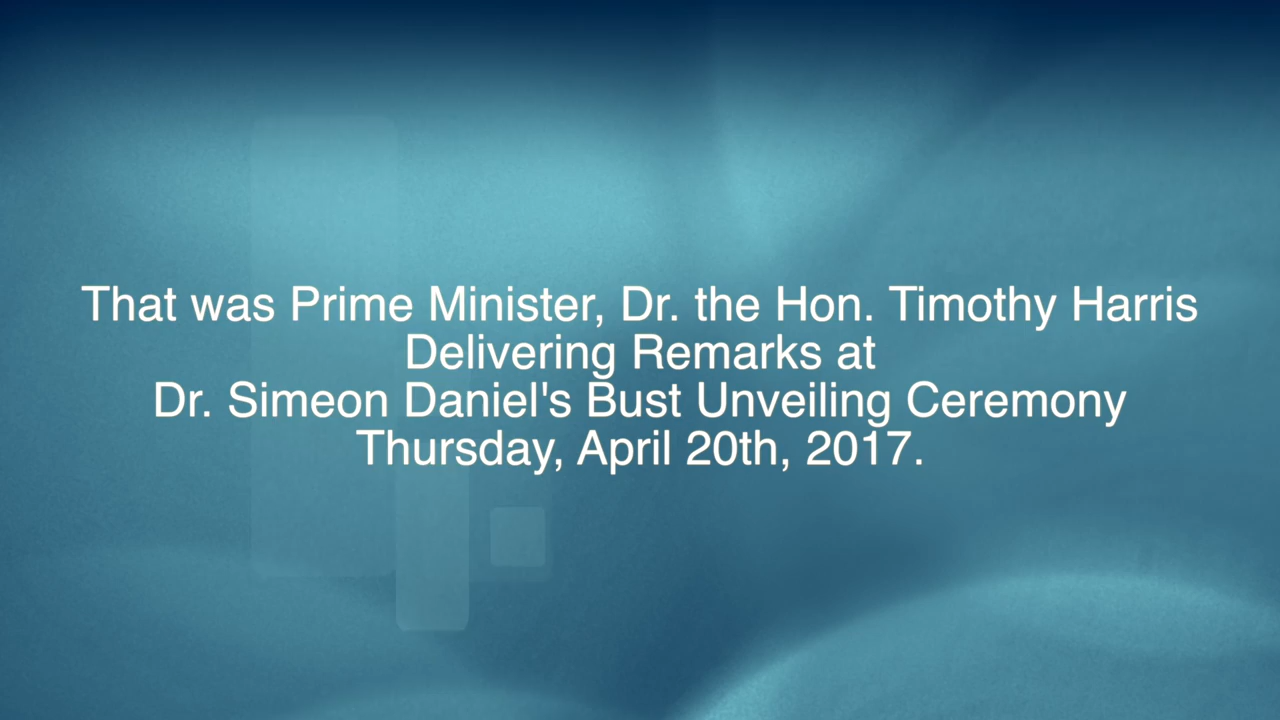 That was Prime Minister, Dr. the Hon. Timothy Harris
Delivering Remarks at
Dr. Simeon Daniel's Bust Unveiling Ceremony
Thursday, April 20th, 2017.